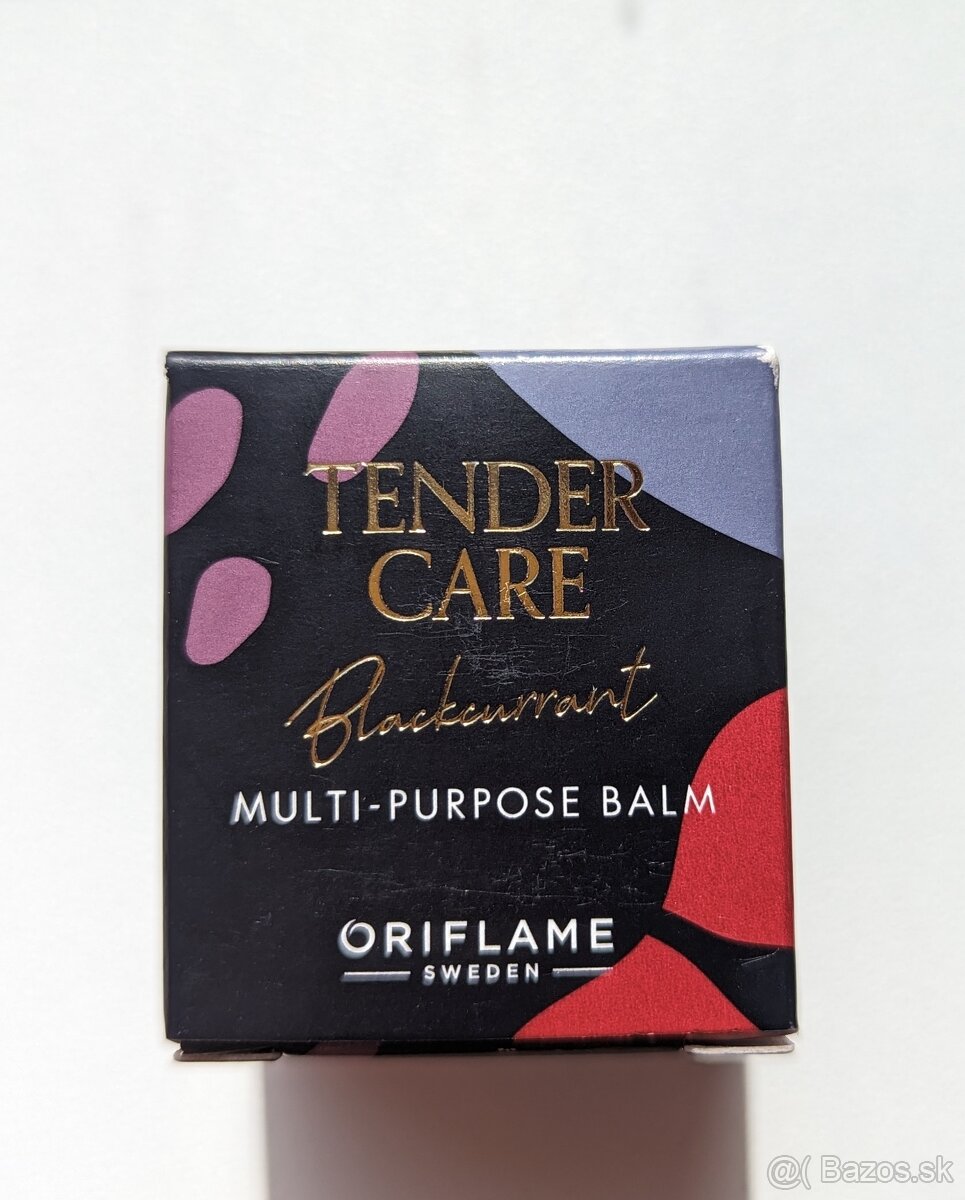 TENDER
CARE
Blackcurrant
MULTI-PURPOSE BALM
ORIFLAME
SWEDEN
@( Bazos.sk